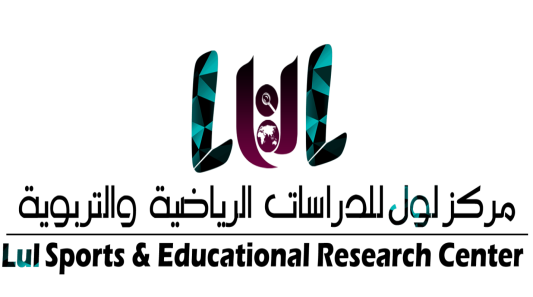 LUL
مركز لول للدراسات الرياضية والتربوية
Lul Sports & Educational Research Center